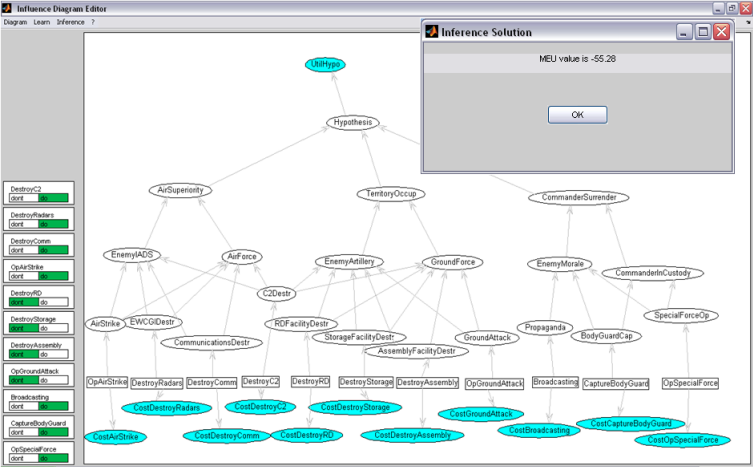 Influence Diagram Editor
Diagram Learn Inference ?
Inference Solution
MEU value is -55.28
OK
UtilHypo
Hypothesis
AirSuperiority
TerritoryOccup
CommanderSurrender
EnemyIADS
AirForce
EnemyArtillery
GroundForce
EnemyMorale
CommanderInCustody
C2Destr
AirStrike
EWCGIDestr
RDFacilityDestr
Propaganda
SpecialForceOp
CommunicationsDestr
StorageFacilityDestr
GroundAttack
BodyGuardCap
AssemblyFacilityDestr
OpAirStrike
DestroyRadars
DestroyComm
DestroyC2
DestroyRD
DestroyStorage
DestroyAssembly
OpGroundAttack
Broadcasting
CaptureBodyGuard
OpSpecialForce
CostDestroyRadars
CostDestroyC2
CostDestroyStorage
CostGroundAttack
CostCaptureBodyGuard
CostAirStrike
CostDestroyComm
CostDestroyRD
CostDestroyAssembly
CostBroadcasting
CostOpSpecialForce
DestroyC2
dont do
DestroyRadars
dont do
DestroyComm
dont do
OpAirStrike
dont do
DestroyRD
dont do
DestroyStorage
dont do
DestroyAssembly
dont do
OpGroundAttack
dont do
Broadcasting
dont do
CaptureBodyGuard
dont do
OpSpecialForce
dont do